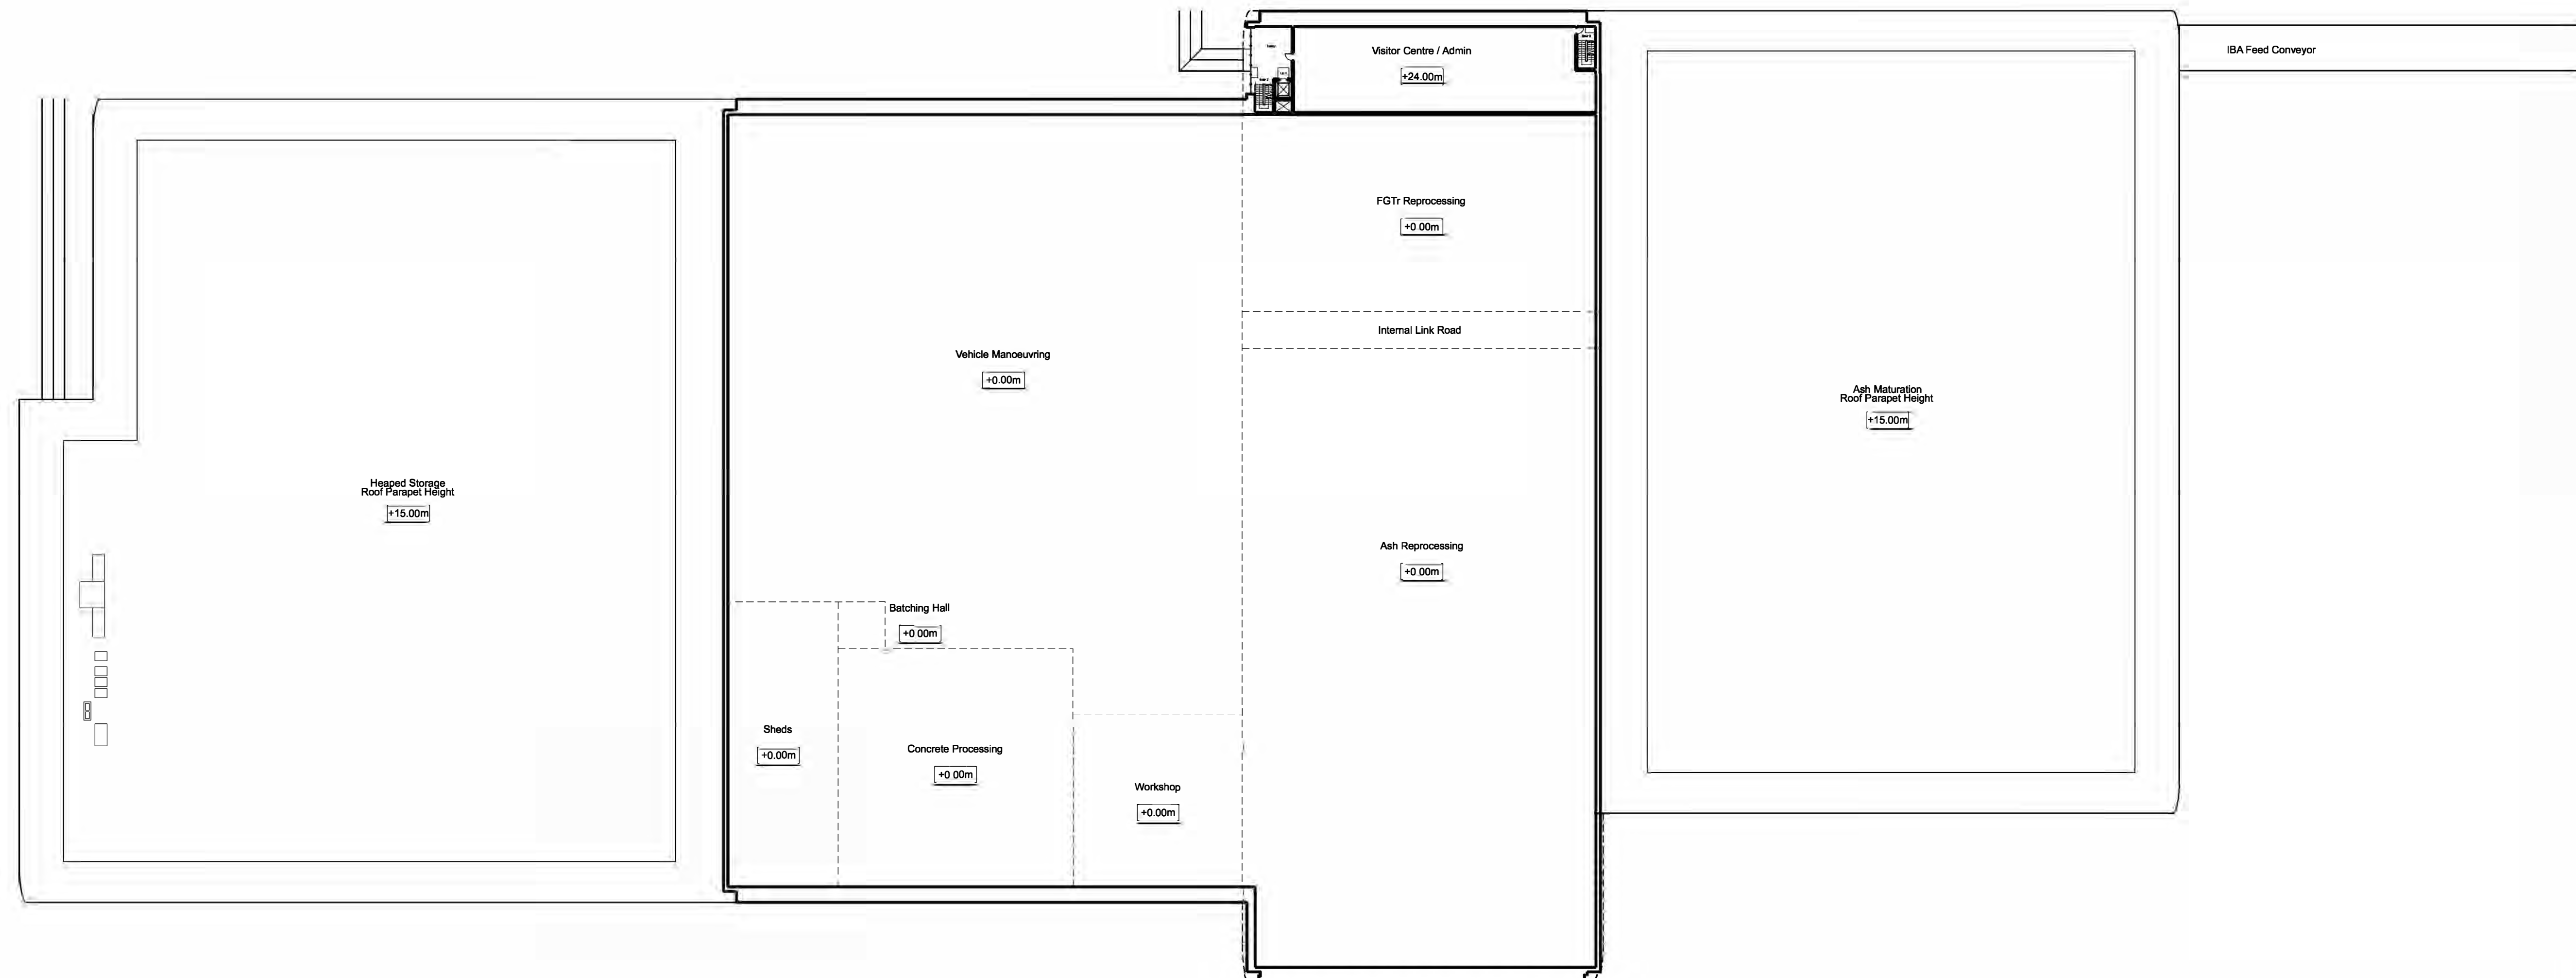 Visitor Centre / Admin
+24.00m
IBA Feed Conveyor
FGTr Reprocessing
+0 00m
Internal Link Road
Vehicle Manoeuvring
+0.00m
Ash Maturation
Roof Parapet Height
+15.00m
Heaped Storage
Roof Parapet Height
+15.00m
Ash Reprocessing
+0 00m
Batching Hall
+0 00m
Sheds
+0.00m
Concrete Processing
+0 00m
Workshop
+0.00m